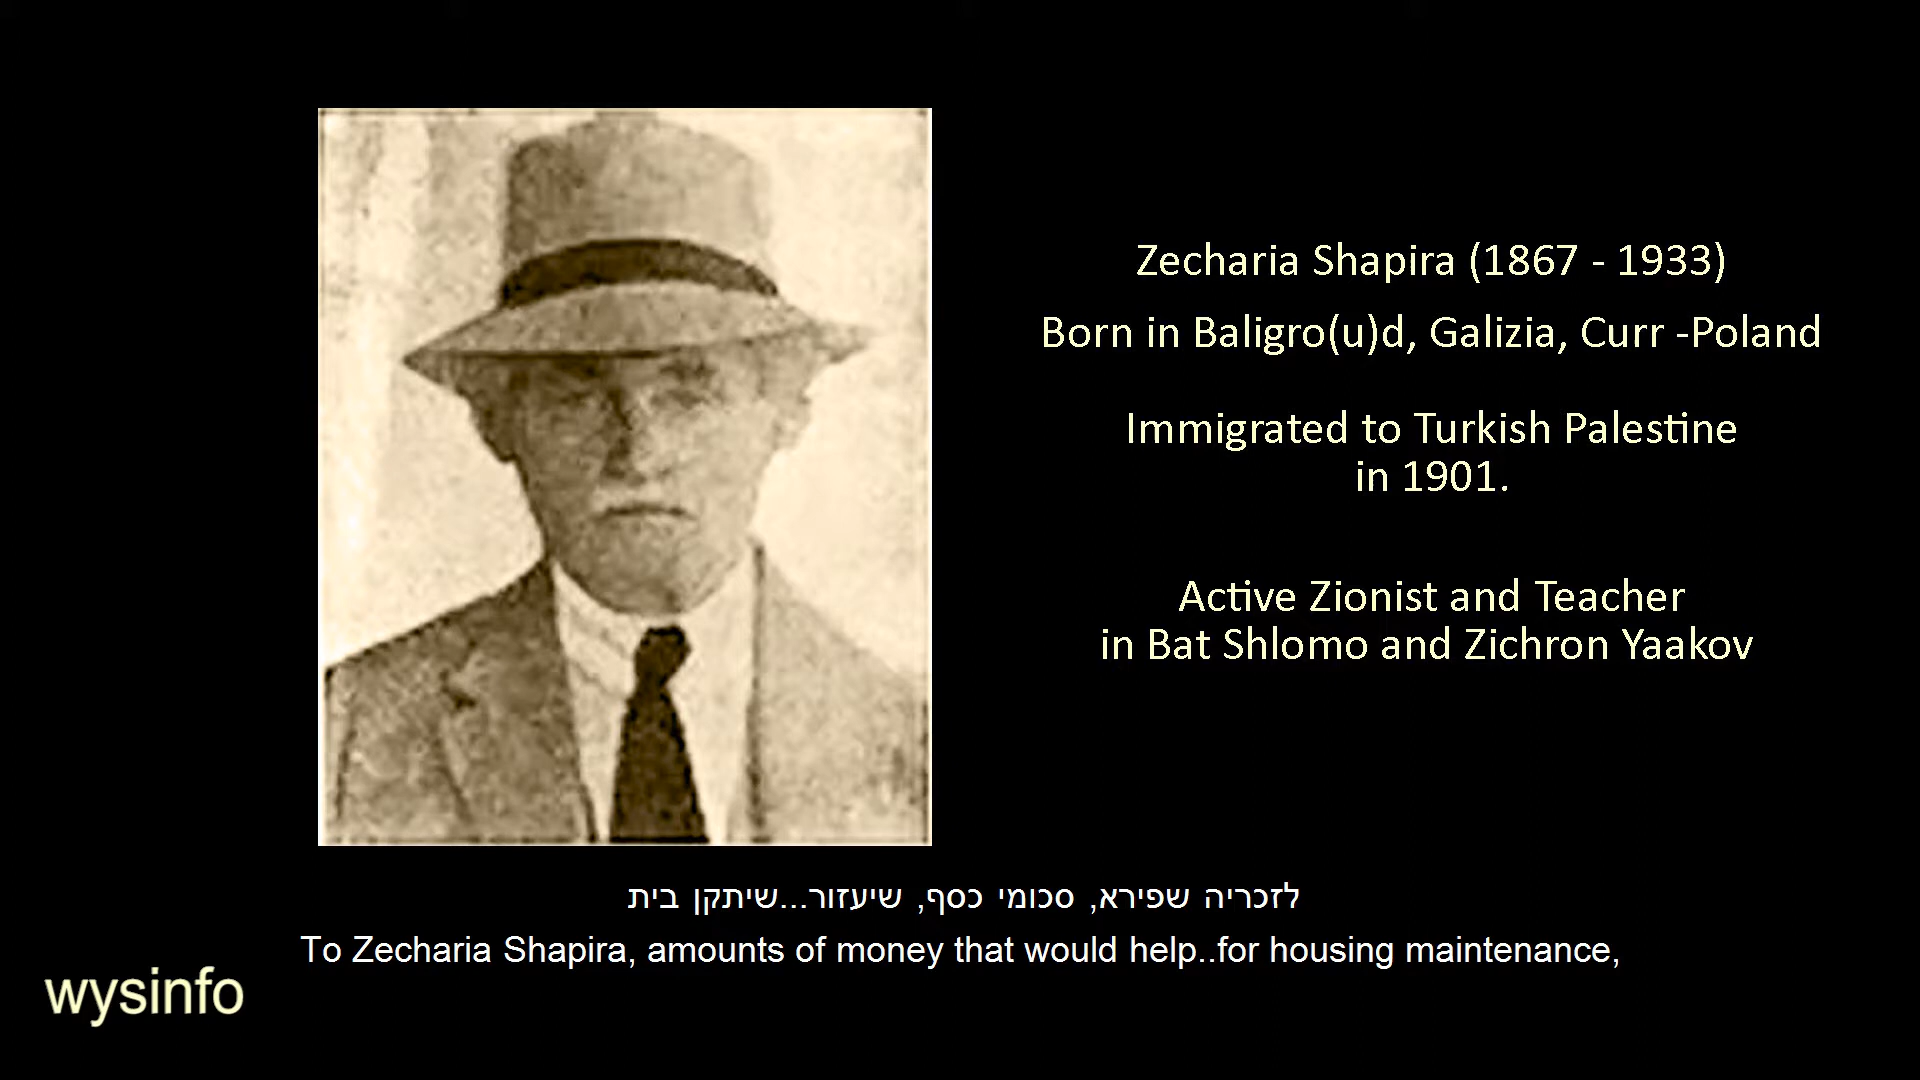 Zecharia Shapira (1867 - 1933)
Born in Baligro(u)d, Galizia, Curr -Poland
Immigrated to Turkish Palestine
in 1901.
Active Zionist and Teacher
in Bat Shlomo and Zichron Yaakov
לזכריה שפירא, סכומי כסף, שיעזור...שיתקן בית
To Zecharia Shapira, amounts of money that would help..for housing maintenance,
wysinfo